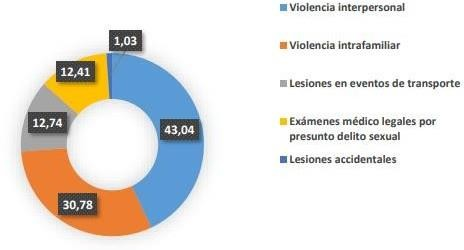 1,03
12,41
12,74
43,04
30,78
Violencia interpersonal
Violencia intrafamiliar
Lesiones en eventos de transporte
Exámenes médico legales por
presunto delito sexual
Lesiones accidentales